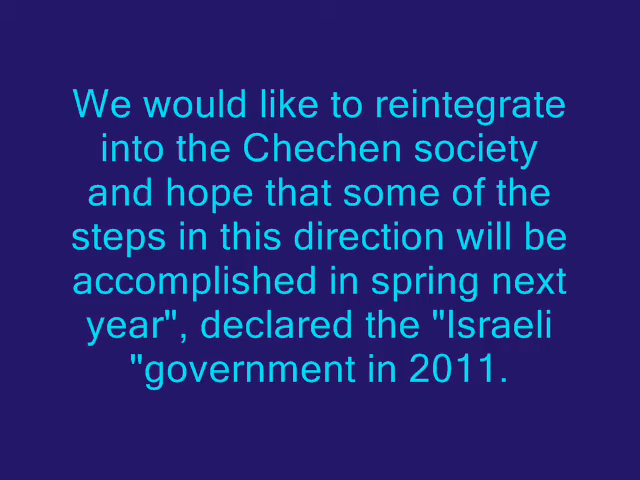 We would like to reintegrate
into the Chechen society
and hope that some of the
steps in this direction will be
accomplished in spring next
year", declared the "Israeli
"government in 2011.